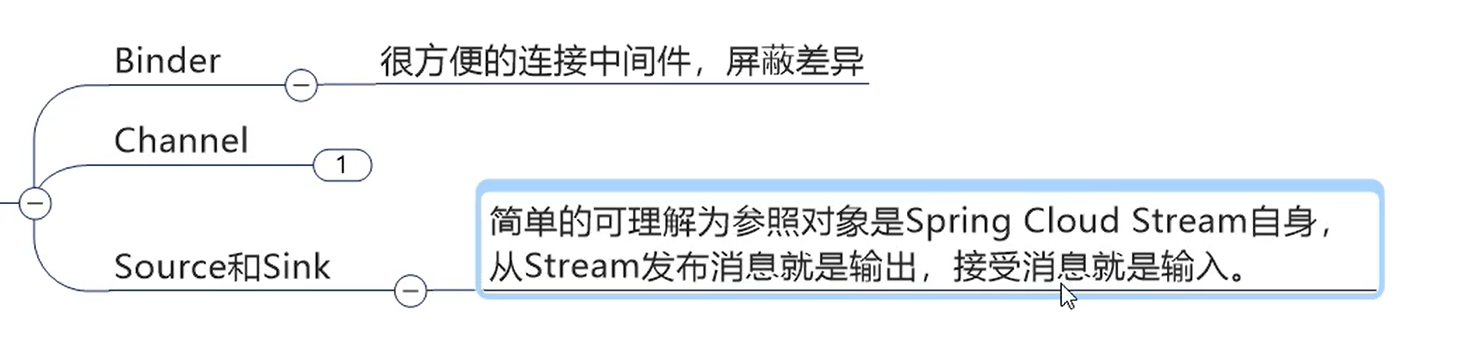 Binder
很方便的连接中间件，屏蔽差异
Channel
1
Source和Sink
简单的可理解为参照对象是Spring Cloud Stream自身，
从Stream发布消息就是输出，接受消息就是输入。